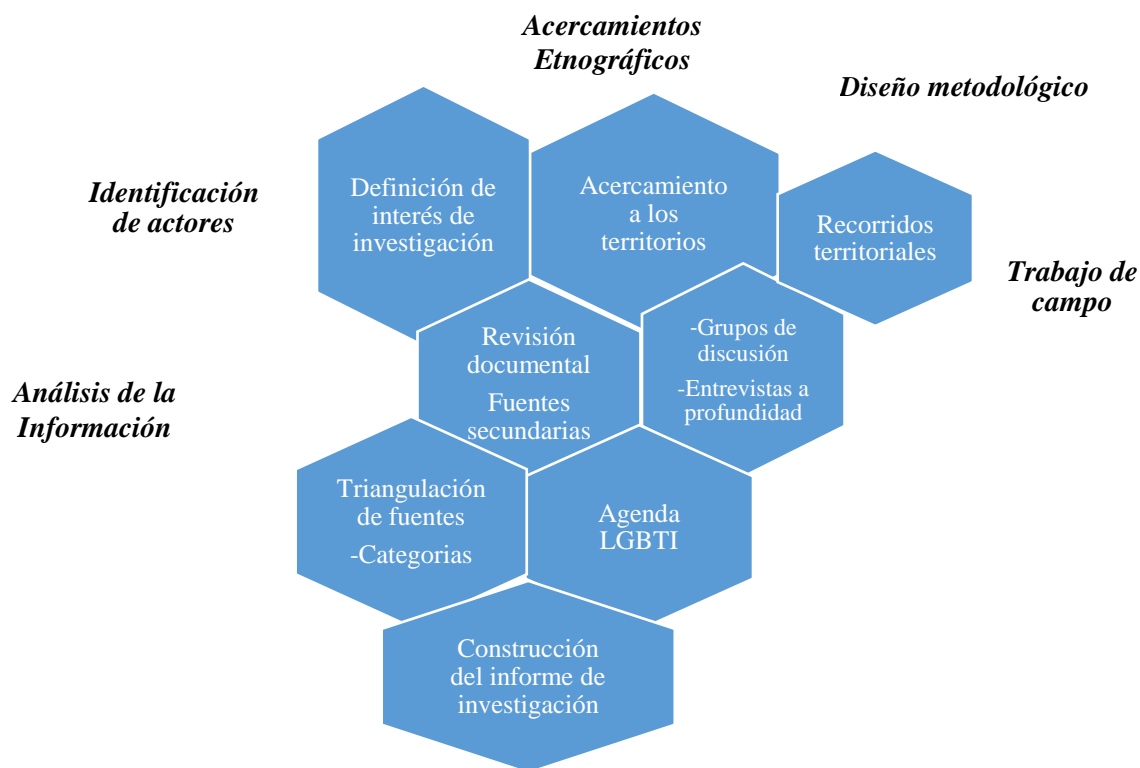 Acercamientos
Etnográficos
Diseño metodológico
Identificación
de actores
Definición de
interés de
investigación
Acercamiento
a los
territorios
Recorridos
territoriales
Trabajo de
campo
Revisión
documental
Fuentes
secundarias
-Grupos de
discusión
-Entrevistas a
profundidad
Análisis de la
Información
Triangulación
de fuentes
-Categorias
Agenda
LGBTI
Construcción
del informe de
investigación